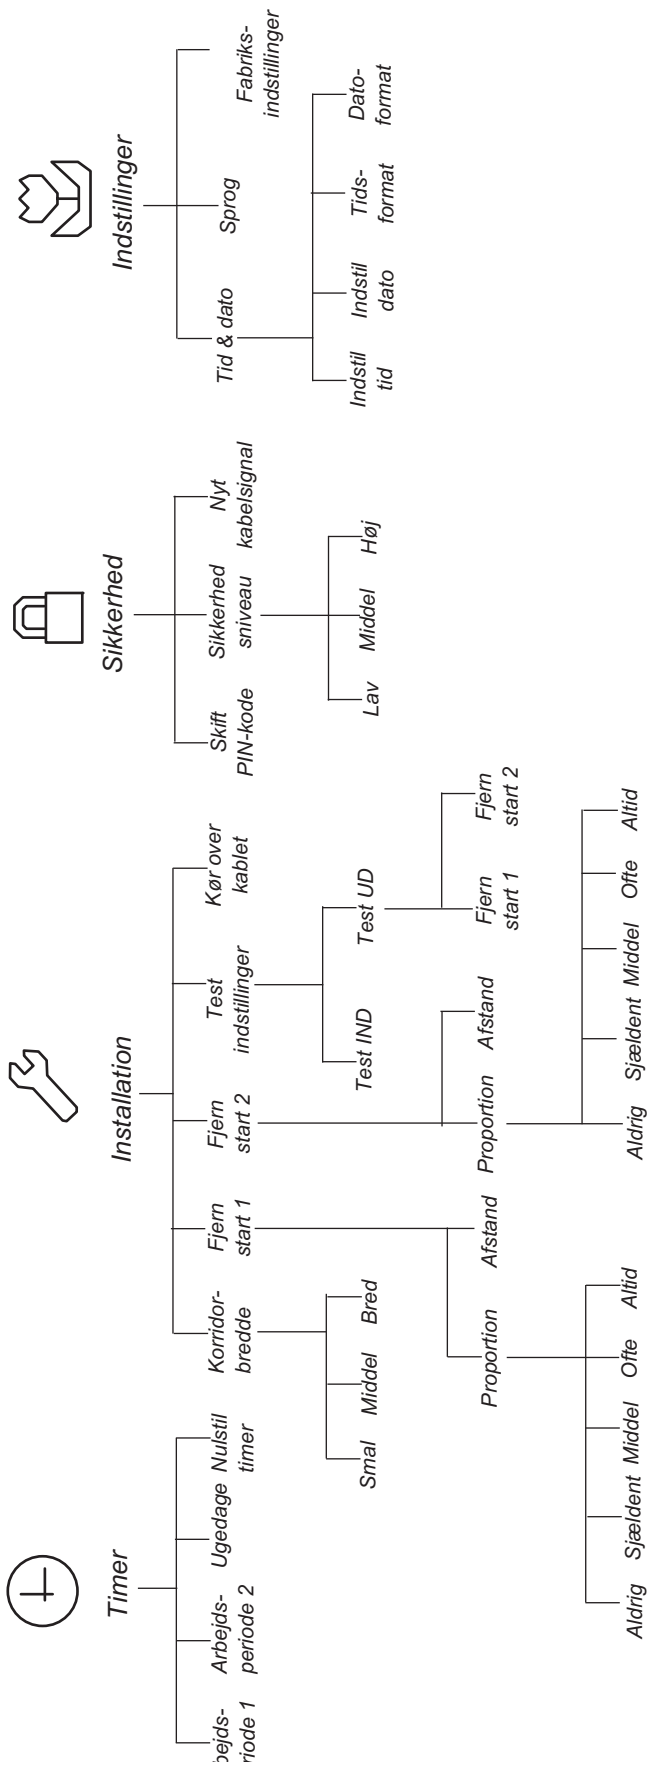 Timer
bejds-
riode 1
Arbejds-
periode 2
Ugedage
Nulstil
timer
Installation
Korridor-
bredde
Smal
Middel
Bred
Fjern
start 1
Proportion
Afstand
Aldrig
Sjældent
Middel
Ofte
Altid
Fjern
start 2
Proportion
Afstand
Aldrig
Sjældent
Middel
Ofte
Altid
Test
indstillinger
Test IND
Test UD
Fjern
start 1
Fjern
start 2
Kør over
kablet
Sikkerhed
Skift
PIN-kode
Sikkerhed
sniveau
Lav
Middel
Høj
Nyt
kabelsignal
Indstillinger
Tid & dato
Indstil
tid
Indstil
dato
Tids-
format
Dato-
format
Sprog
Fabriks-
indstillinger